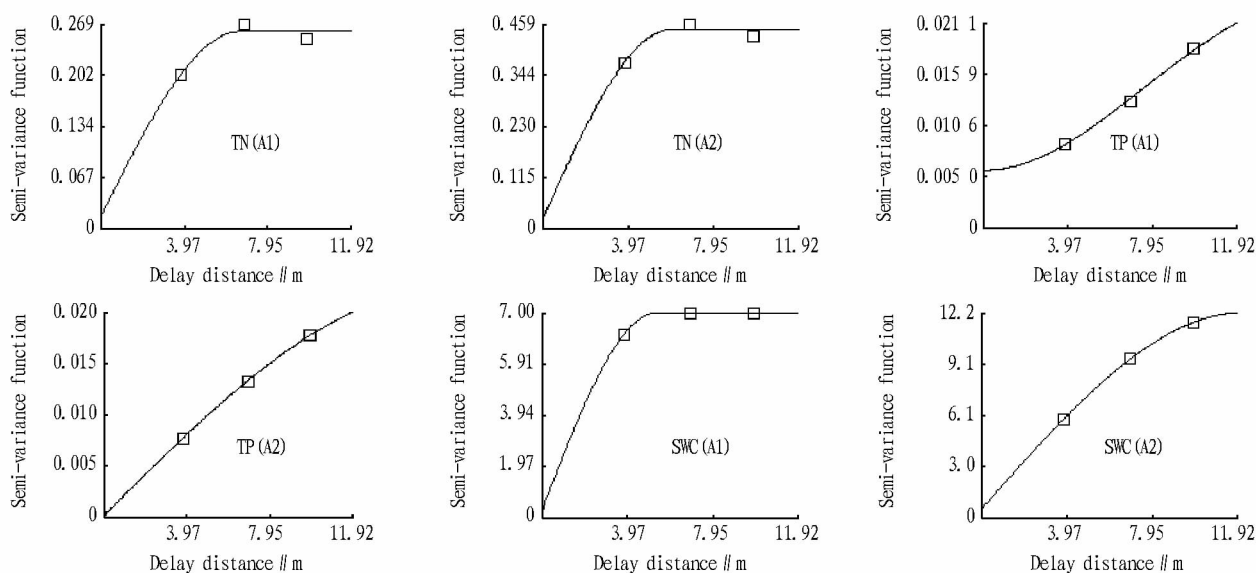 Semi-variance function
0.269
0.202
0.134
0.067
0
TN(A1)
3.97 7.95 11.92
Delay distance∥m
Semi-variance function
0.459
0.344
0.230
0.115
0
TN(A2)
3.97 7.95 11.92
Delay distance∥m
Semi-variance function
0.021 1
0.015 9
0.010 6
0.005 0
0
TP(A1)
3.97 7.95 11.92
Delay distance∥m
Semi-variance function
0.020
0.015
0.010
0.005
0
TP(A2)
3.97 7.95 11.92
Delay distance∥m
Semi-variance function
7.00
5.91
3.94
1.97
0
SWC(A1)
3.97 7.95 11.92
Delay distance∥m
Semi-variance function
12.2
9.1
6.1
3.0
0
SWC(A2)
3.97 7.95 11.92
Delay distance∥m